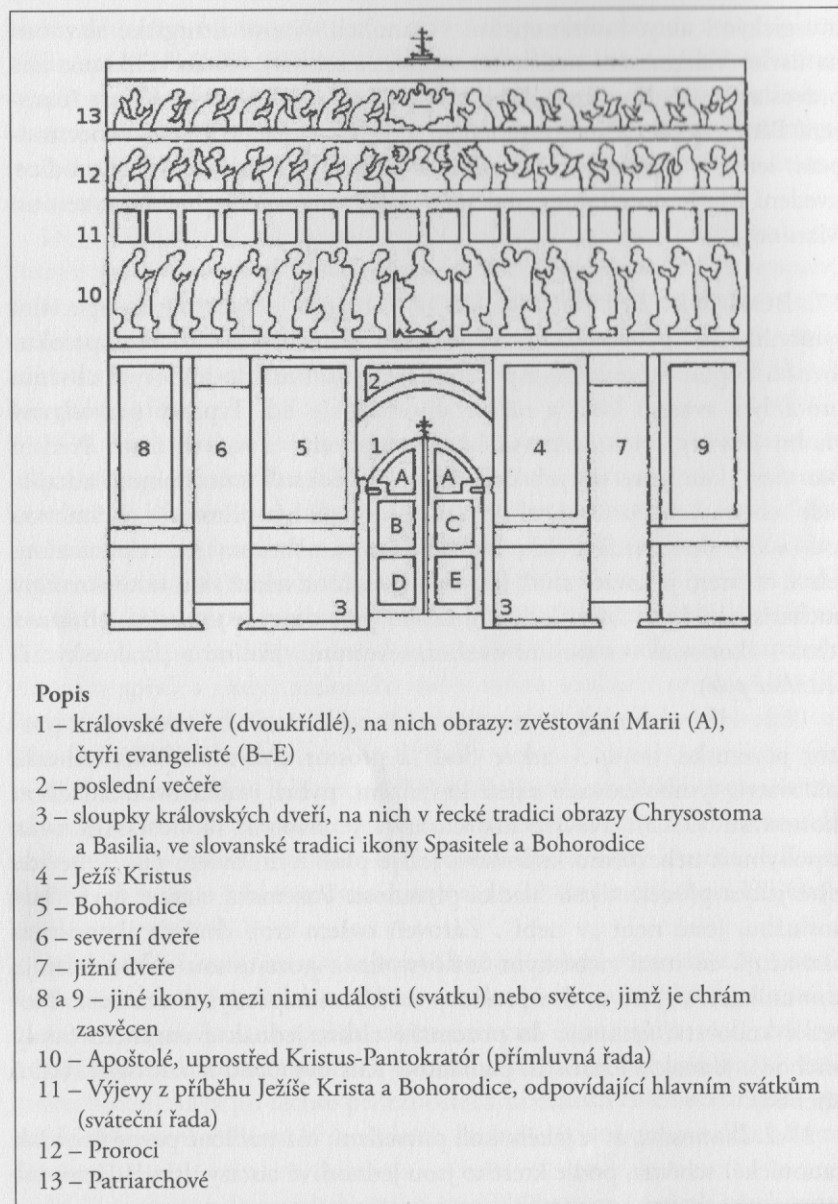 13
12
11
10
2
8 6 5 4 7 9
A A
B C
D E
3 3
Popis
1 – královské dveře (dvoukřídlé), na nich obrazy: zvěstování Marii (A),
čtyři evangelisté (B–E)
2 – poslední večeře
3 – sloupky královských dveří, na nich v řecké tradici obrazy Chrysostoma
a Basilia, ve slovanské tradici ikony Spasitele a Bohorodice
4 – Ježíš Kristus
5 – Bohorodice
6 – severní dveře
7 – jižní dveře
8 a 9 – jiné ikony, mezi nimi události (svátku) nebo světce, jimž je chrám
zasvěcen
10 – Apoštolé, uprostřed Kristus-Pantokratór (přímluvná řada)
11 – Výjevy z příběhu Ježíše Krista a Bohorodice, odpovídající hlavním svátkům
(sváteční řada)
12 – Proroci
13 – Patriarchové